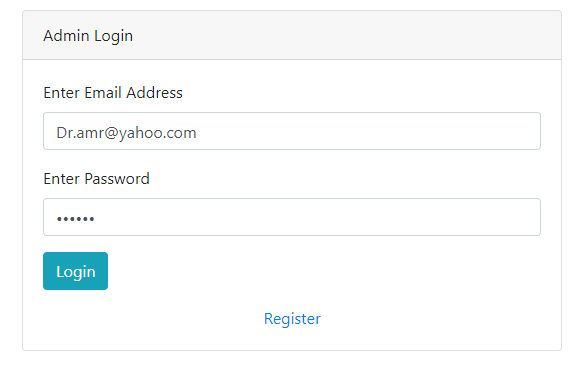 Admin Login
Enter Email Address
Dr.amr@yahoo.com
Enter Password
••••••
Login
Register